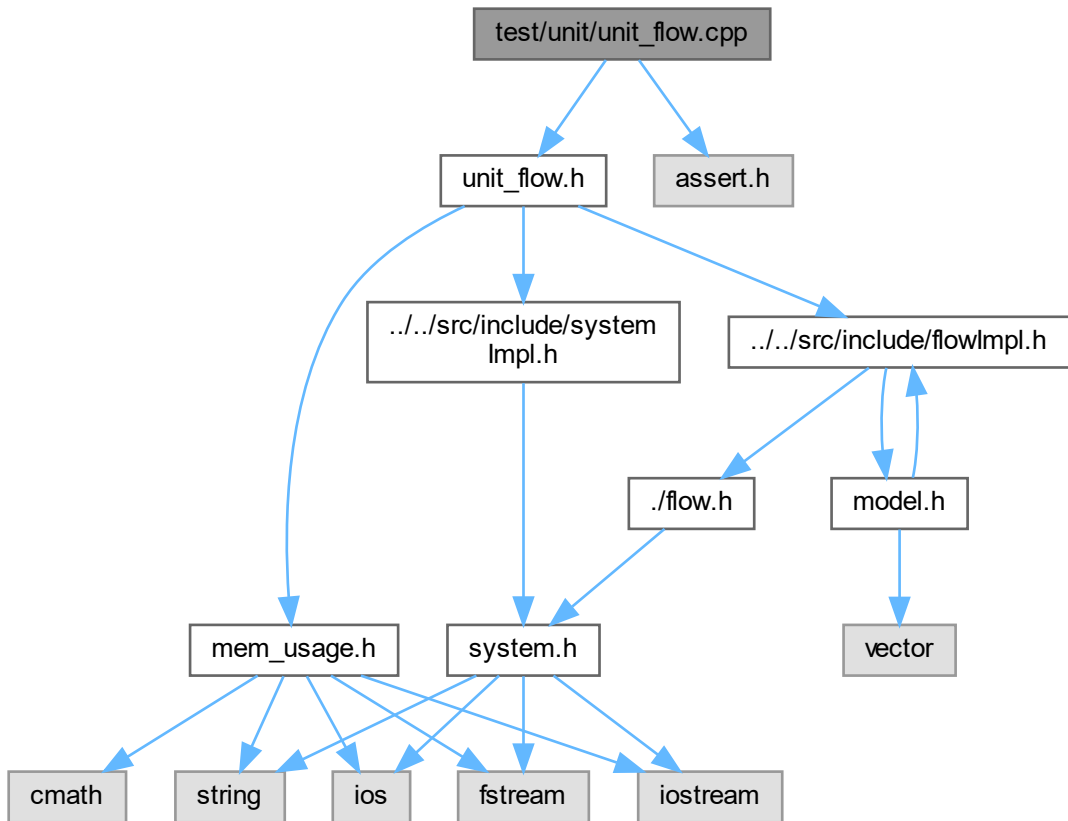 test/unit/unit_flow.cpp
unit_flow.h
assert.h
../../src/include/system
Impl.h
../../src/include/flowImpl.h
./flow.h
model.h
mem_usage.h
system.h
vector
cmath
string
ios
fstream
iostream